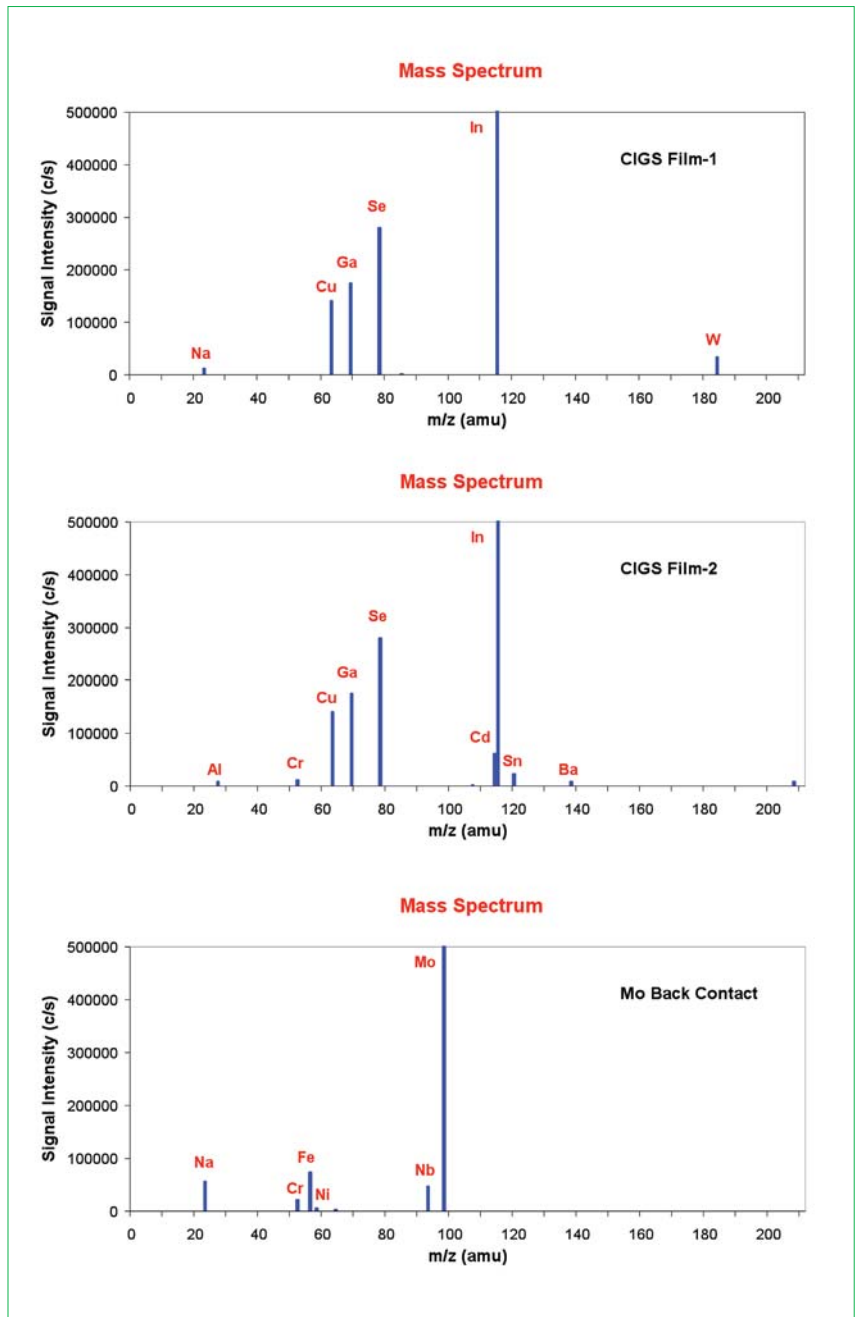 Mass Spectrum
Signal Intensity (c/s)
500000
400000
300000
200000
100000
0
Na
Cu
Ga
Se
In
W
CIGS Film-1
0 20 40 60 80 100 120 140 160 180 200
m/z (amu)
Mass Spectrum
Signal Intensity (c/s)
500000
400000
300000
200000
100000
0
Al
Cr
Cu
Ga
Se
Cd
In
Sn
Ba
CIGS Film-2
0 20 40 60 80 100 120 140 160 180 200
m/z (amu)
Mass Spectrum
Signal Intensity (c/s)
500000
400000
300000
200000
100000
0
Na
Cr
Fe
Ni
Nb
Mo
Mo Back Contact
0 20 40 60 80 100 120 140 160 180 200
m/z (amu)